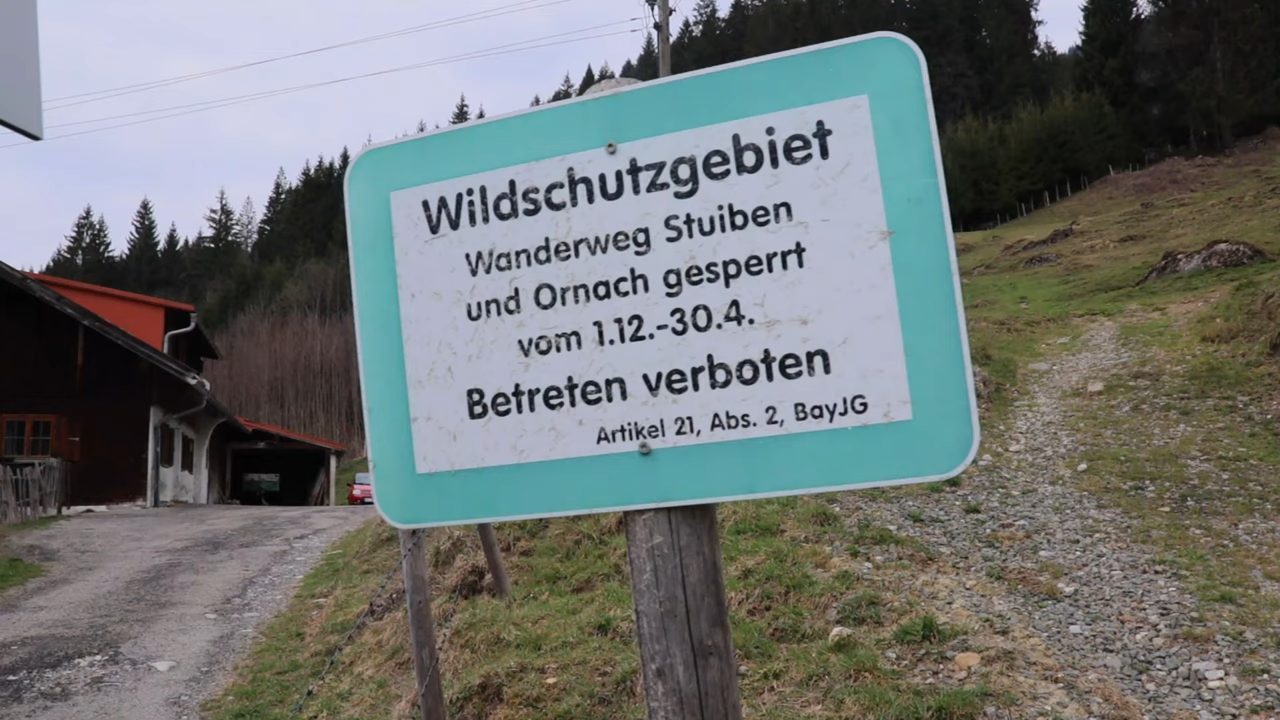 Wildschutzgebiet
Wanderweg Stuiben
und Ornach gesperrt
vom 1.12.-30.4.
Betreten verboten
Artikel 21, Abs. 2, BayJG